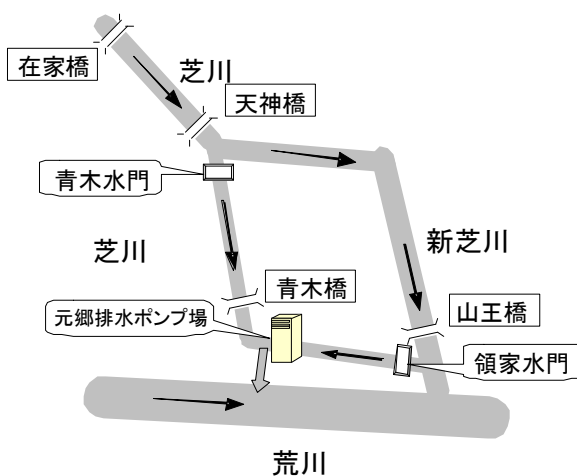 在家橋
芝川
天神橋
青木水門
新芝川
芝川
青木橋
山王橋
元郷排水ポンプ場
領家水門
荒川